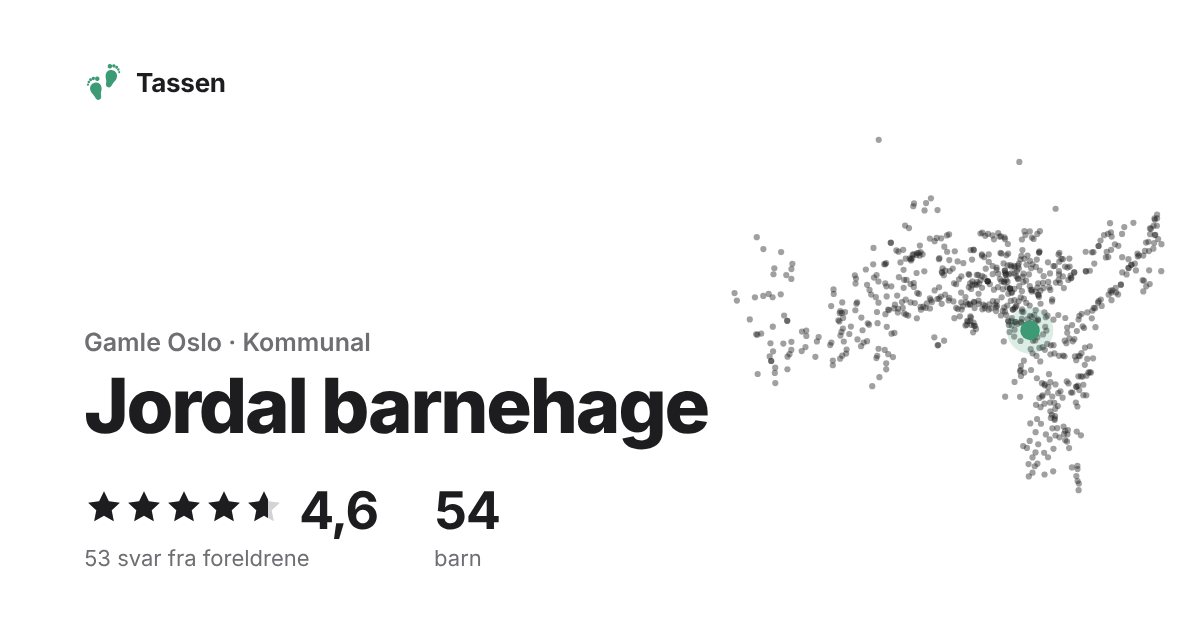 Tassen
Gamle Oslo · Kommunal
Jordal barnehage
4,6
53 svar fra foreldrene
54
barn